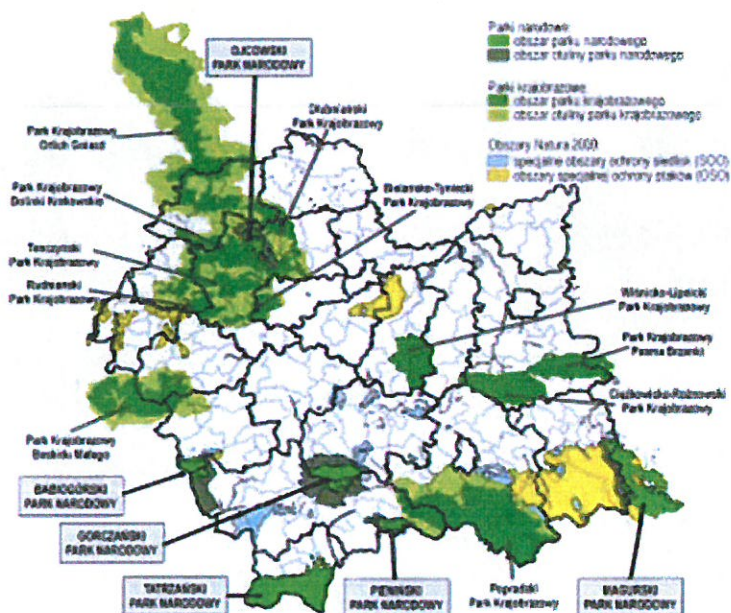 OJCOWSKI
PARK NARODOWY
Parki narodowe:
obszar parku narodowego
obszar otuliny parku narodowego
Parki krajobrazowe:
obszar parku krajobrazowego
obszar otuliny parku krajobrazowego
Obszary Natura 2000
specjalne obszary ochrony siedlisk (SOO)
obszary specjalnej ochrony ptaków (OSO)
Dłubniański
Park Krajobrazowy
Park Krajobrazowy
Orlich Gniazd
Park Krajobrazowy
Dolinki Krakowskie
Bielańsko-Tyniecki
Park Krajobrazowy
Tenczyński
Park Krajobrazowy
Rudniański
Park Krajobrazowy
Wiśnicko-Lipnicki
Park Krajobrazowy
Park Krajobrazowy
Pasma Brzanki
Ciężkowicko-Rożnowski
Park Krajobrazowy
Park Krajobrazowy
Beskidu Małego
BABIOGÓRSKI
PARK NARODOWY
GORCZAŃSKI
PARK NARODOWY
TATRZAŃSKI
PARK NARODOWY
PIENIŃSKI
PARK NARODOWY
Popradzki
Park Krajobrazowy
MAGURSKI
PARK NARODOWY